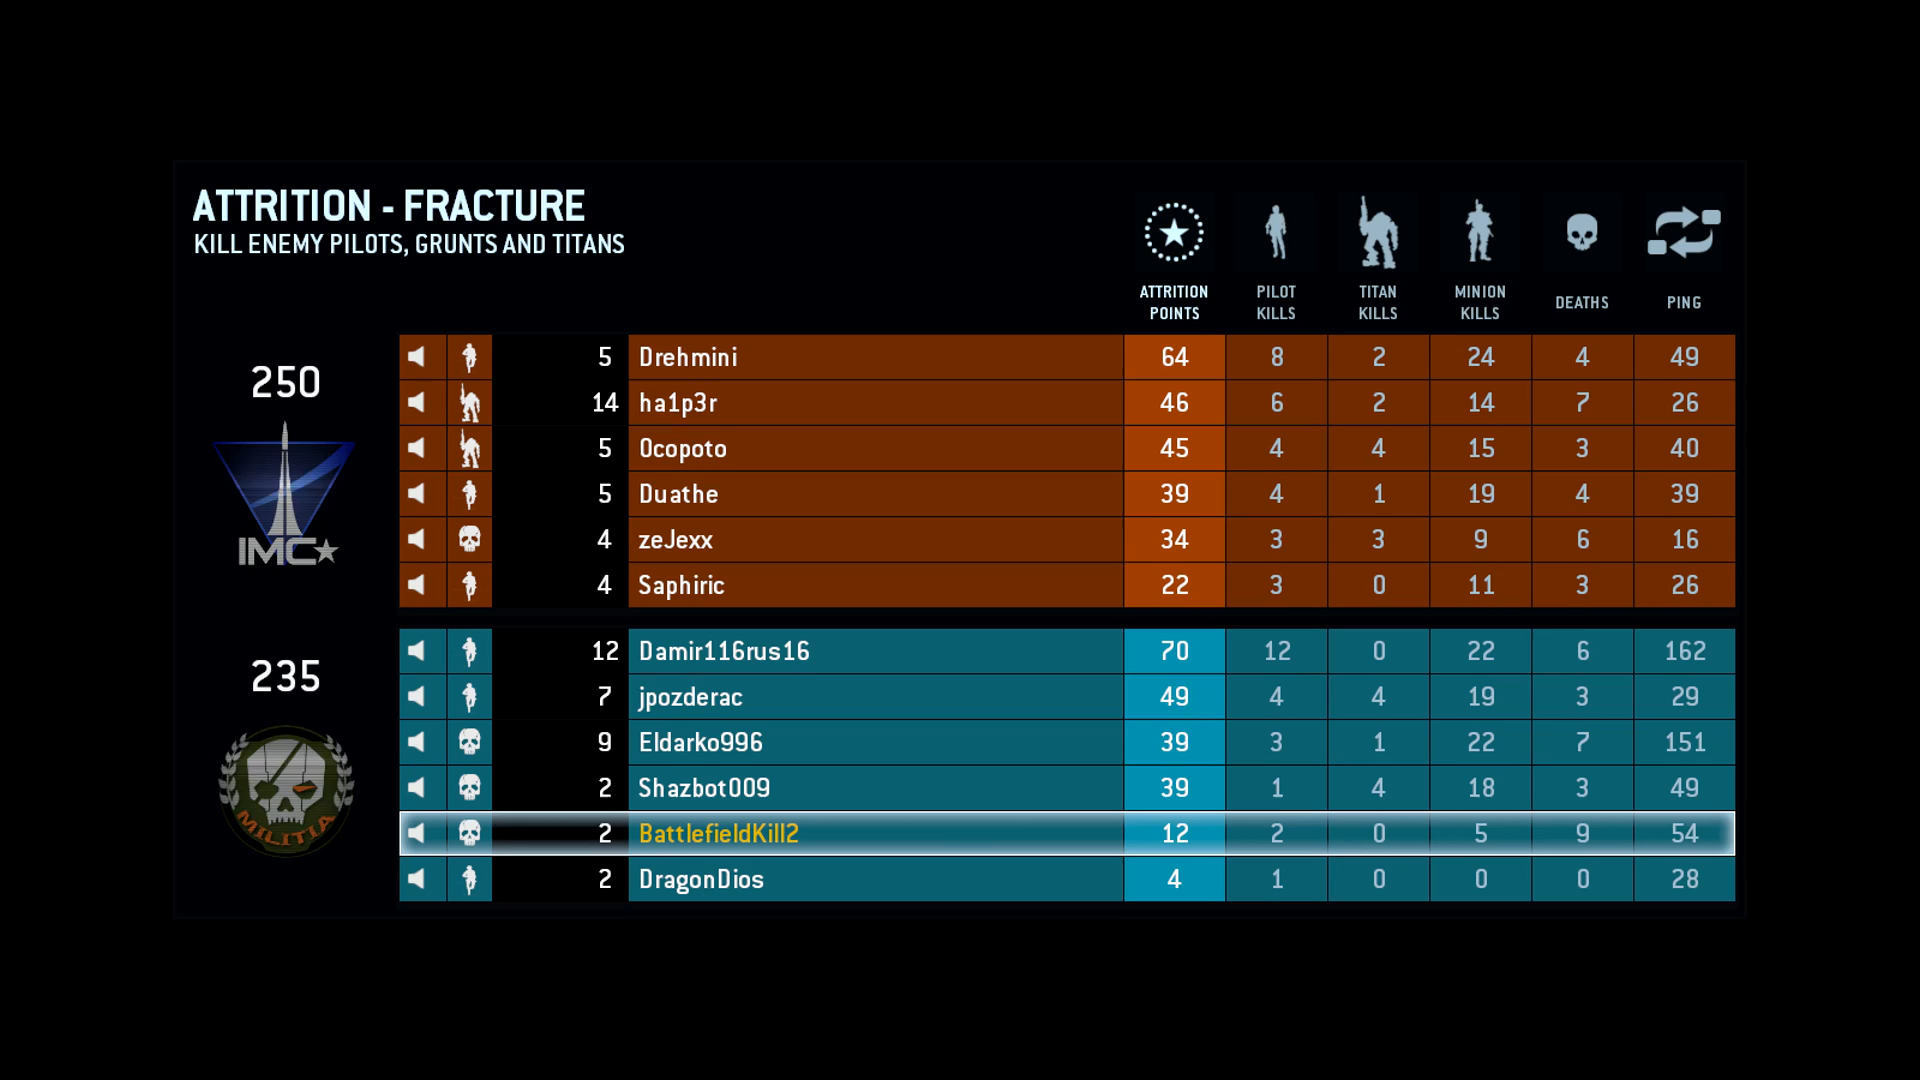 ATTRITION - FRACTURE
KILL ENEMY PILOTS, GRUNTS AND TITANS
ATTRITION POINTS PILOT KILLS TITAN KILLS MINION KILLS DEATHS PING
250
IMC
5 Drehmini 64 8 2 24 4 49
14 ha1p3r 46 6 2 14 7 26
5 Ocopoto 45 4 4 15 3 40
5 Duathe 39 4 1 19 4 39
4 zeJexx 34 3 3 9 6 16
4 Saphiric 22 3 0 11 3 26
235
MILITIA
12 Damir116rus16 70 12 0 22 6 162
7 jpozderac 49 4 4 19 3 29
9 Eldarko996 39 3 1 22 7 151
2 Shazbot009 39 1 4 18 3 49
2 BattlefieldKill2 12 2 0 5 9 54
2 DragonDios 4 1 0 0 0 28